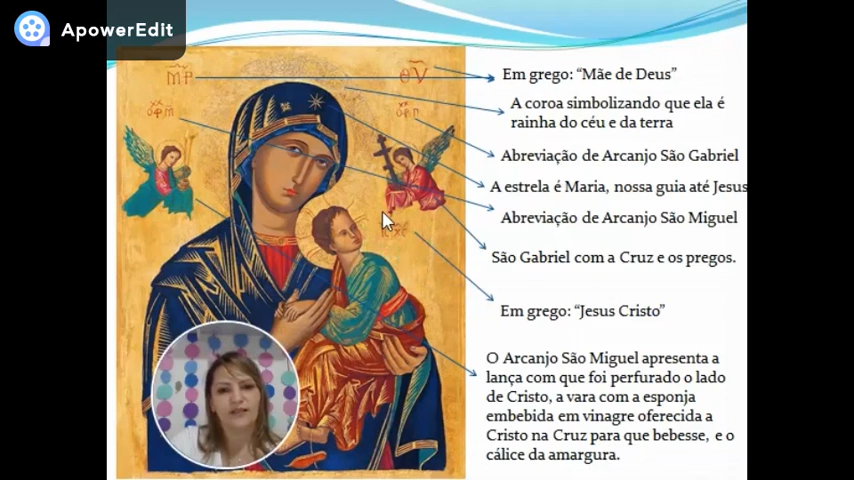 ApowerEdit
Em grego: “Mãe de Deus”
A coroa simbolizando que ela é
rainha do céu e da terra
Abreviação de Arcanjo São Gabriel
A estrela é Maria, nossa guia até Jesus
Abreviação de Arcanjo São Miguel
São Gabriel com a Cruz e os pregos.
Em grego: “Jesus Cristo”
O Arcanjo São Miguel apresenta a
lança com que foi perfurado o lado
de Cristo, a vara com a esponja
embebida em vinagre oferecida a
Cristo na Cruz para que bebesse, e o
cálice da amargura.